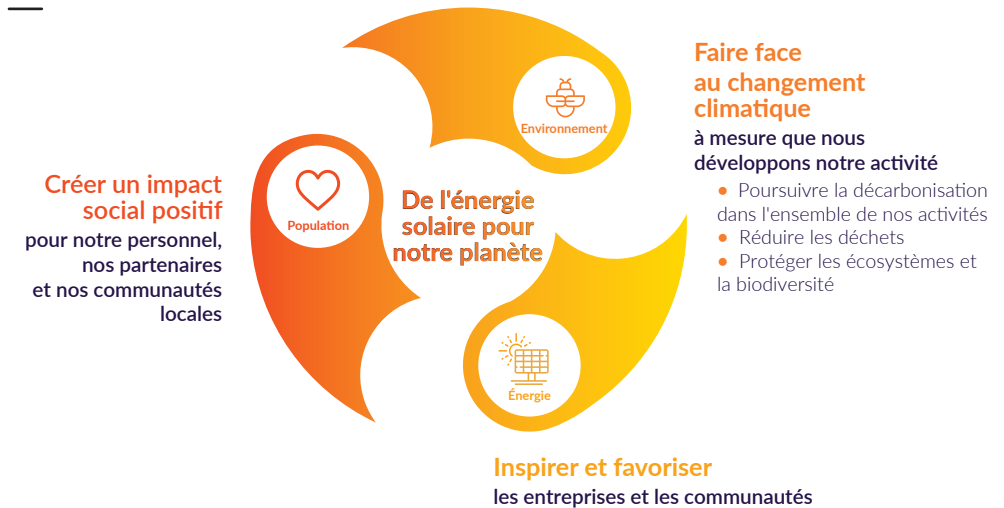 Faire face
au changement
climatique
à mesure que nous
développons notre activité
• Poursuivre la décarbonisation
dans l'ensemble de nos activités
• Réduire les déchets
• Protéger les écosystèmes et
la biodiversité
Environnement
Créer un impact
social positif
pour notre personnel,
nos partenaires
et nos communautés
locales
Population
De l'énergie
solaire pour
notre planète
Énergie
Inspirer et favoriser
les entreprises et les communautés